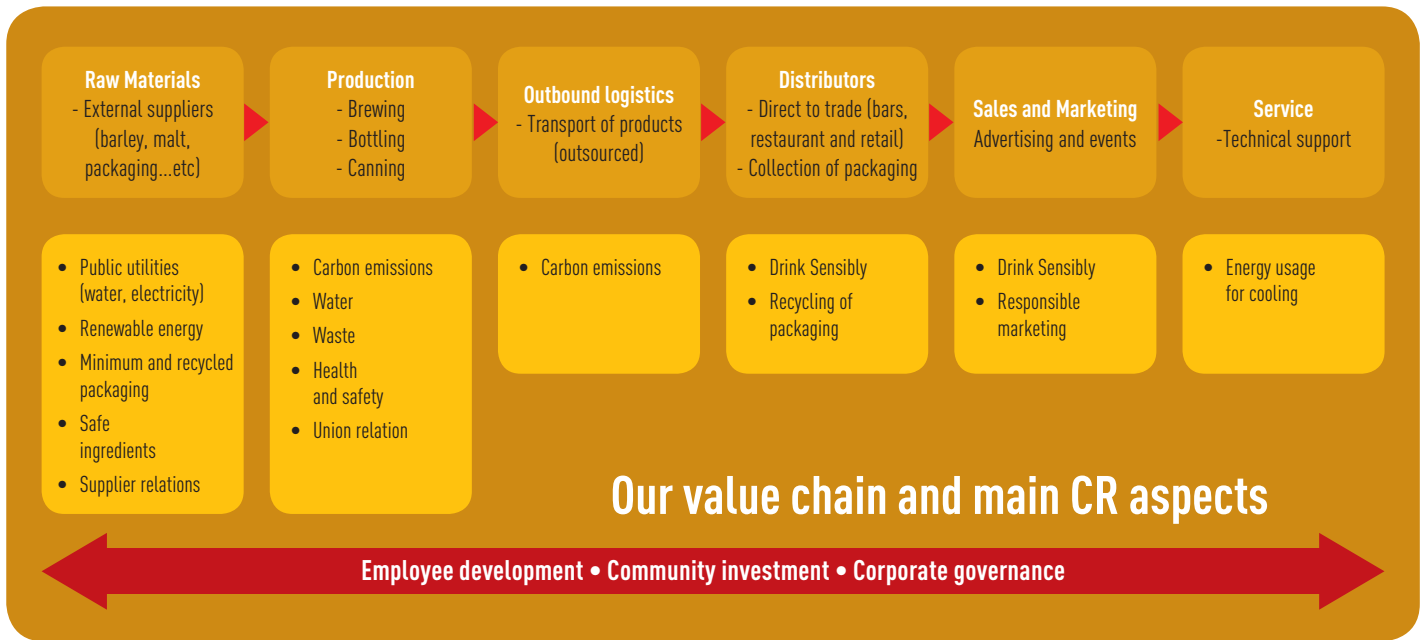 Raw Materials
- External suppliers
(barley, malt,
packaging...etc)
Production
- Brewing
- Bottling
- Canning
Outbound logistics
- Transport of products
(outsourced)
Distributors
- Direct to trade (bars,
restaurant and retail)
- Collection of packaging
Sales and Marketing
Advertising and events
Service
-Technical support
• Public utilities
(water, electricity)
• Renewable energy
• Minimum and recycled
packaging
• Safe
ingredients
• Supplier relations
• Carbon emissions
• Water
• Waste
• Health
and safety
• Union relation
• Carbon emissions
• Drink Sensibly
• Recycling of
packaging
• Drink Sensibly
• Responsible
marketing
• Energy usage
for cooling
Our value chain and main CR aspects
Employee development • Community investment • Corporate governance